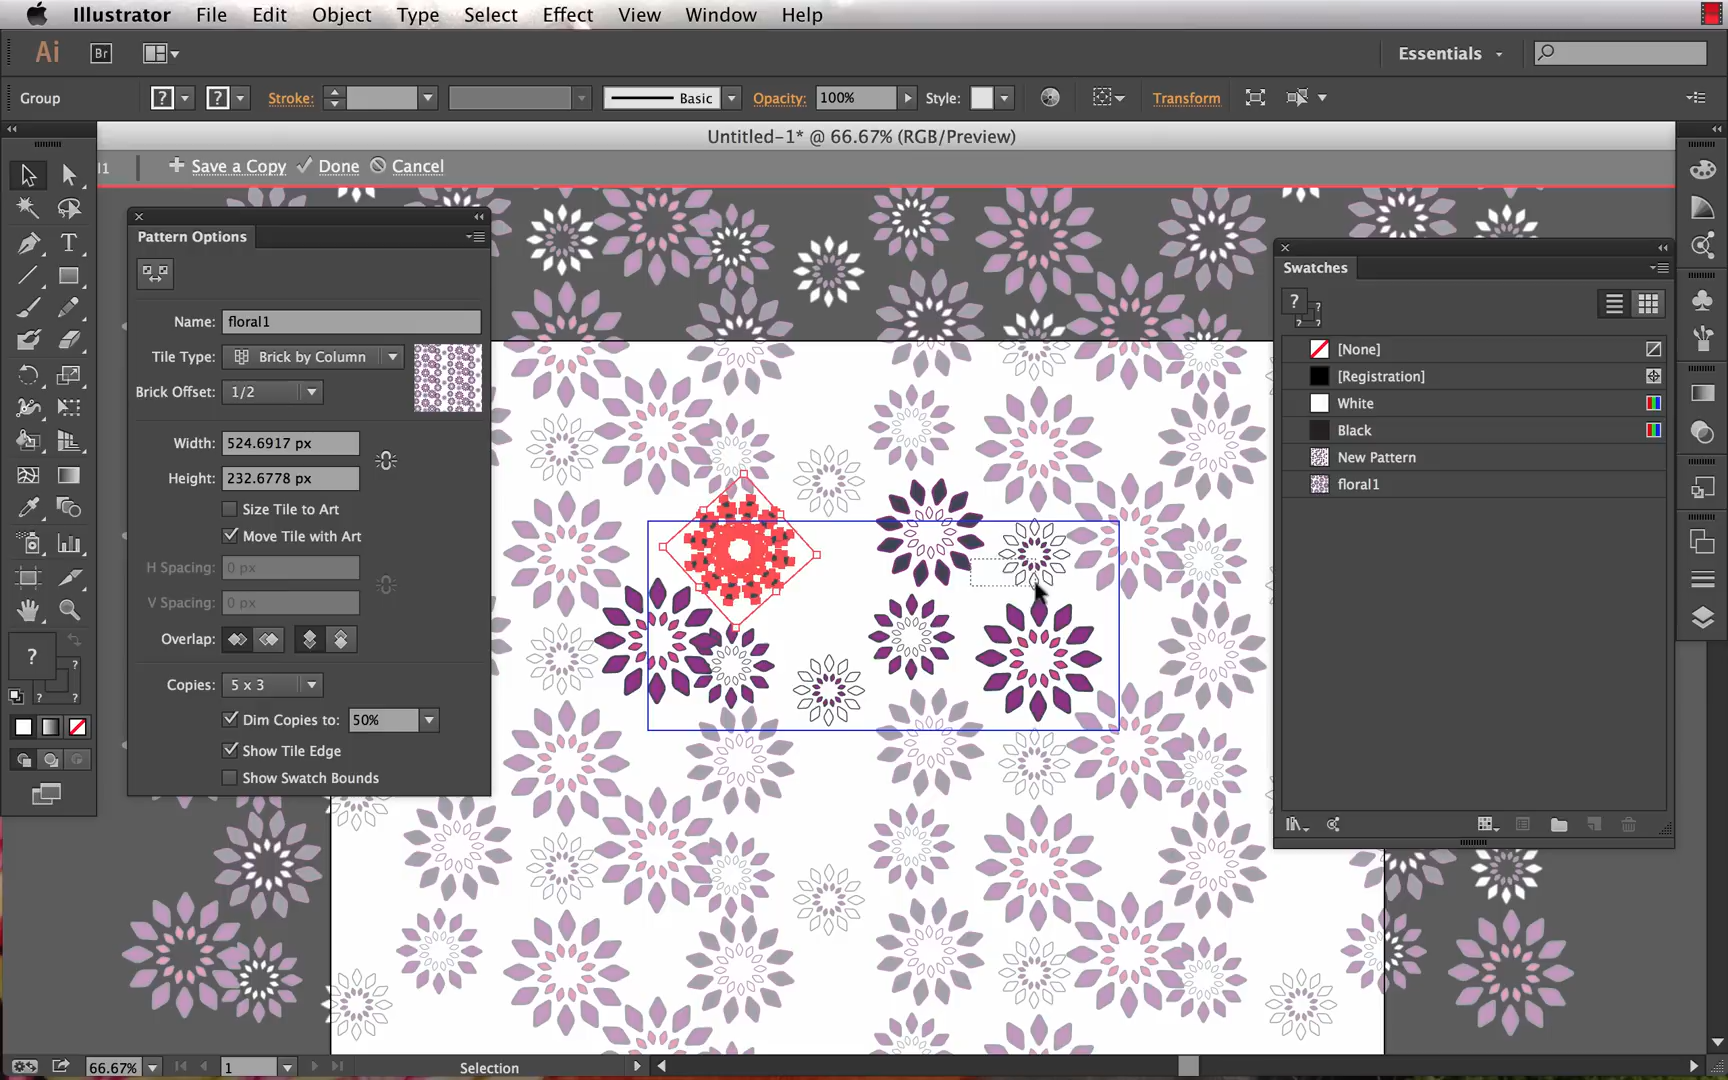 Illustrator File Edit Object Type Select Effect View Window Help
Ai Br Essentials
Group ? ? Stroke: Basic Opacity: 100% Style: Transform
Untitled-1* @ 66.67% (RGB/Preview)
+ Save a Copy Done Cancel
Pattern Options
Name: floral1
Tile Type: Brick by Column
Brick Offset: 1/2
Width: 524.6917 px
Height: 232.6778 px
Size Tile to Art
Move Tile with Art
H Spacing: 0 px
V Spacing: 0 px
Overlap:
Copies: 5 x 3
Dim Copies to: 50%
Show Tile Edge
Show Swatch Bounds
T
?
?
?
Swatches
?
?
[None]
[Registration]
White
Black
New Pattern
floral1
66.67% 1 Selection